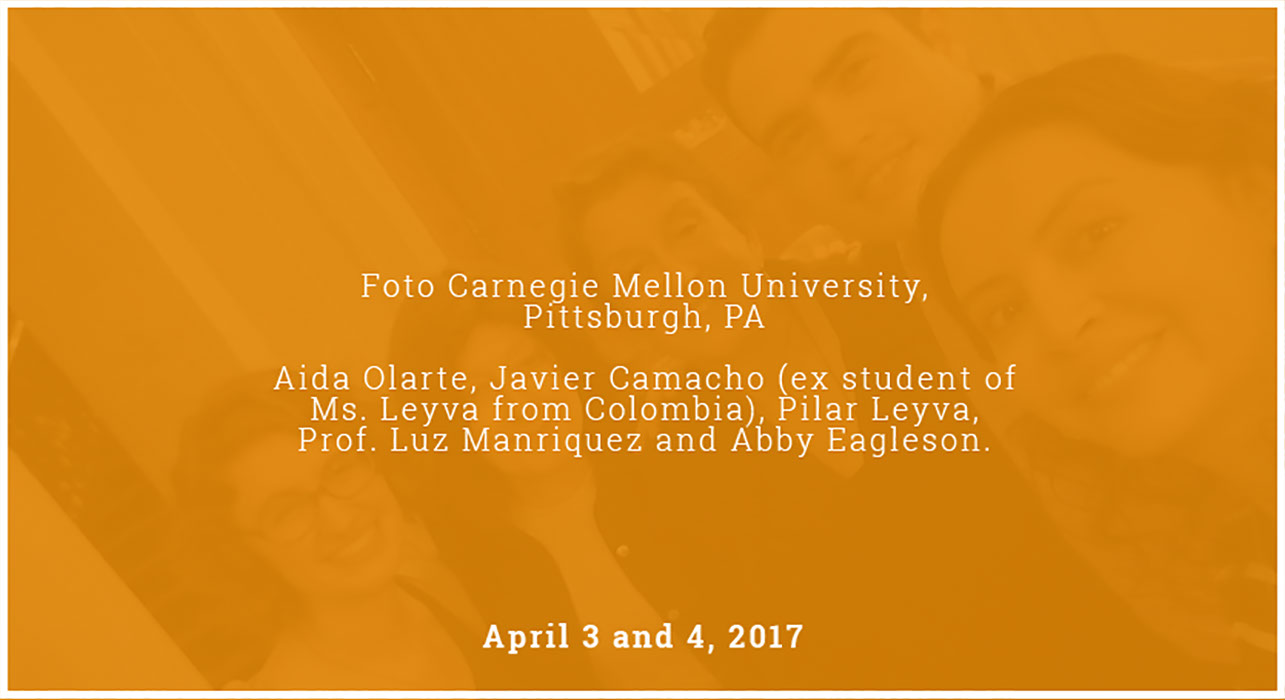 Foto Carnegie Mellon University,
Pittsburgh, PA
Aida Olarte, Javier Camacho (ex student of
Ms. Leyva from Colombia), Pilar Leyva,
Prof. Luz Manriquez and Abby Eagleson.
April 3 and 4, 2017